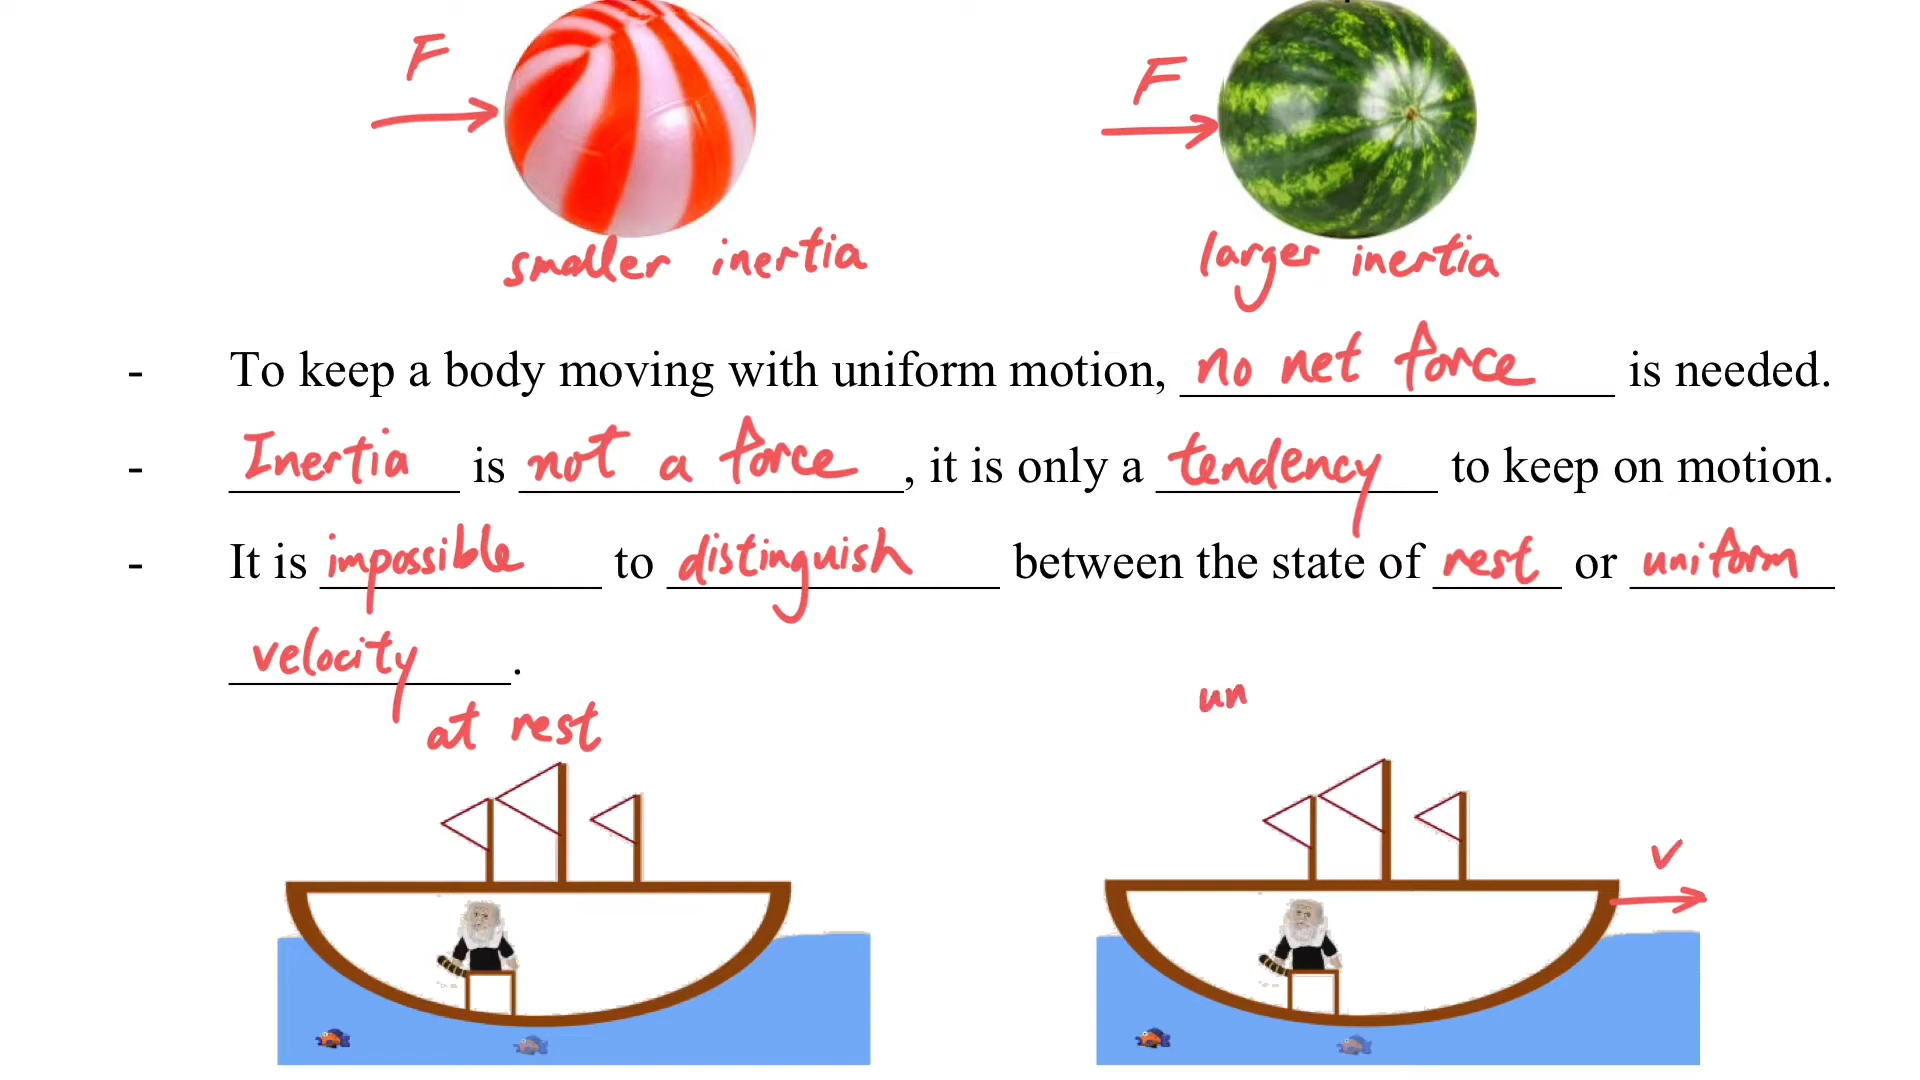 F
F
smaller inertia
larger inertia
- To keep a body moving with uniform motion, no net force is needed.
- Inertia is not a force, it is only a tendency to keep on motion.
- It is impossible to distinguish between the state of rest or uniform
velocity.
un
at rest
v